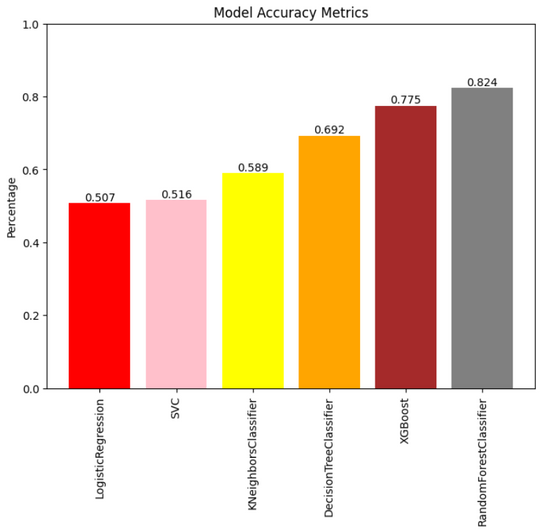 Model Accuracy Metrics
Percentage
1.0
0.8
0.6
0.4
0.2
0.0
0.507
0.516
0.589
0.692
0.775
0.824
LogisticRegression
SVC
KNeighborsClassifier
DecisionTreeClassifier
XGBoost
RandomForestClassifier